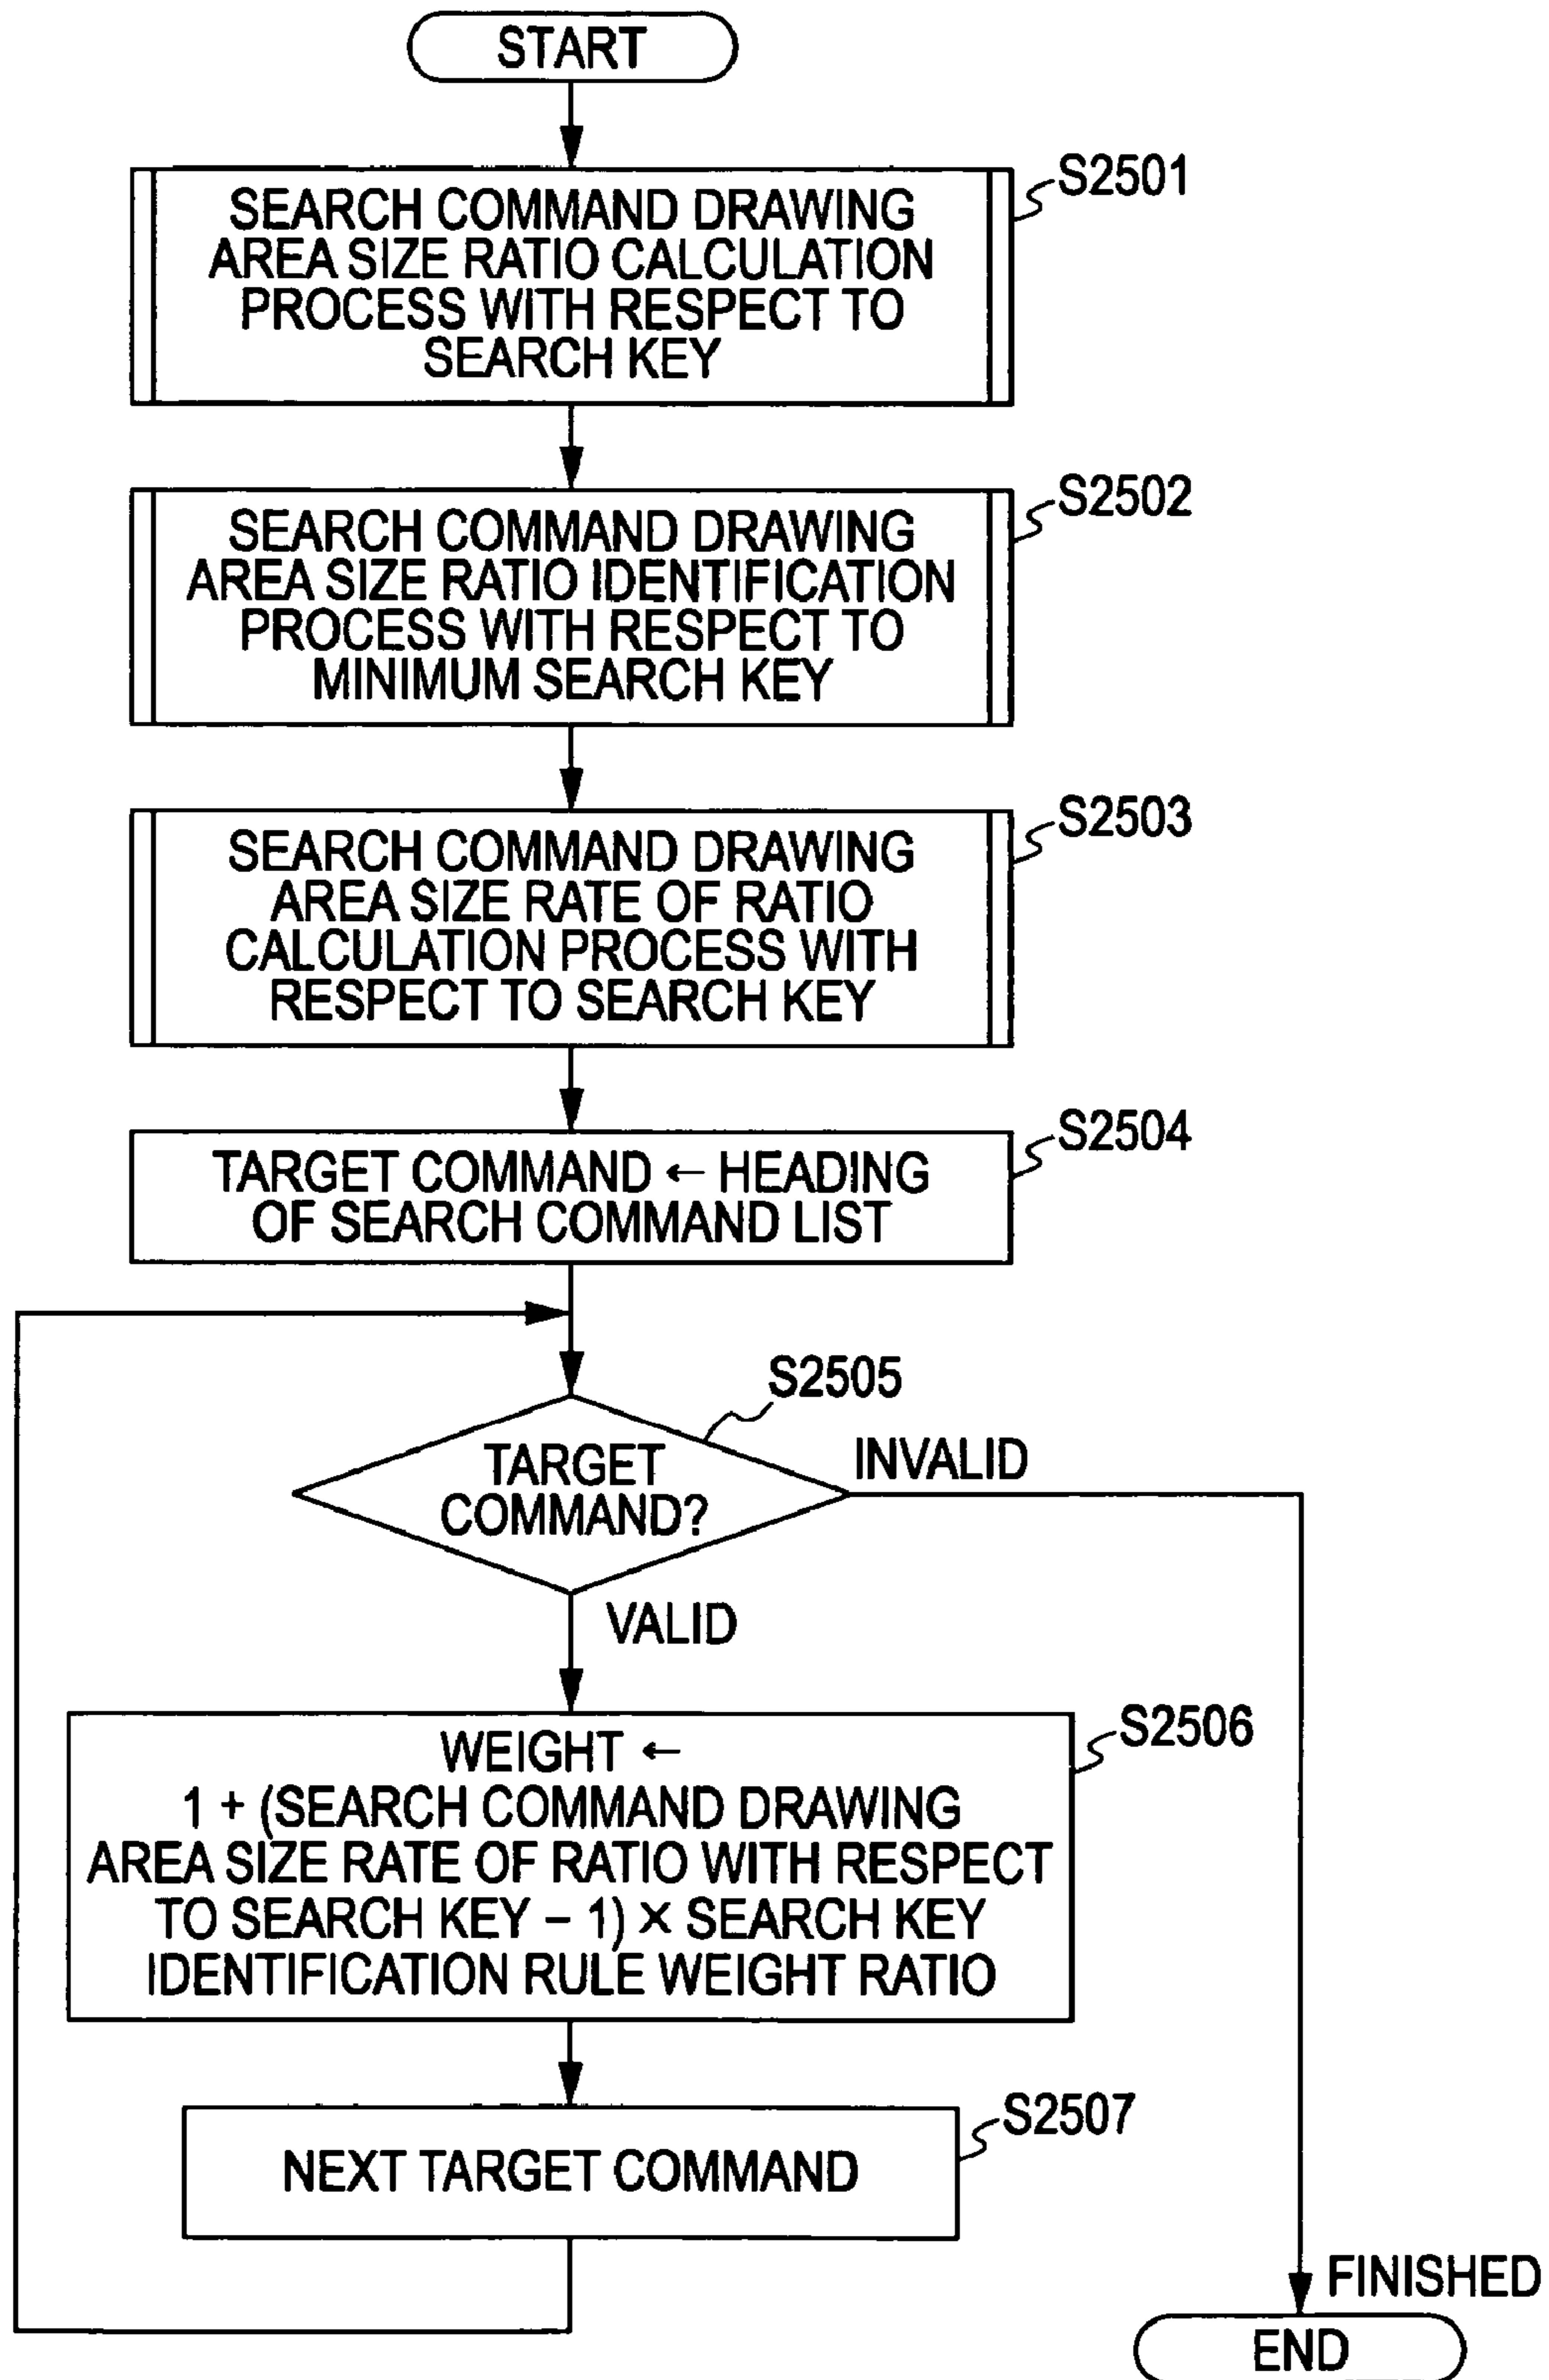 START
S2501
SEARCH COMMAND DRAWING
AREA SIZE RATIO CALCULATION
PROCESS WITH RESPECT TO
SEARCH KEY
S2502
SEARCH COMMAND DRAWING
AREA SIZE RATIO IDENTIFICATION
PROCESS WITH RESPECT TO
MINIMUM SEARCH KEY
S2503
SEARCH COMMAND DRAWING
AREA SIZE RATE OF RATIO
CALCULATION PROCESS WITH
RESPECT TO SEARCH KEY
S2504
TARGET COMMAND ← HEADING
OF SEARCH COMMAND LIST
S2505
TARGET
COMMAND?
INVALID
VALID
S2506
WEIGHT ←
1 + (SEARCH COMMAND DRAWING
AREA SIZE RATE OF RATIO WITH RESPECT
TO SEARCH KEY – 1) × SEARCH KEY
IDENTIFICATION RULE WEIGHT RATIO
S2507
NEXT TARGET COMMAND
FINISHED
END